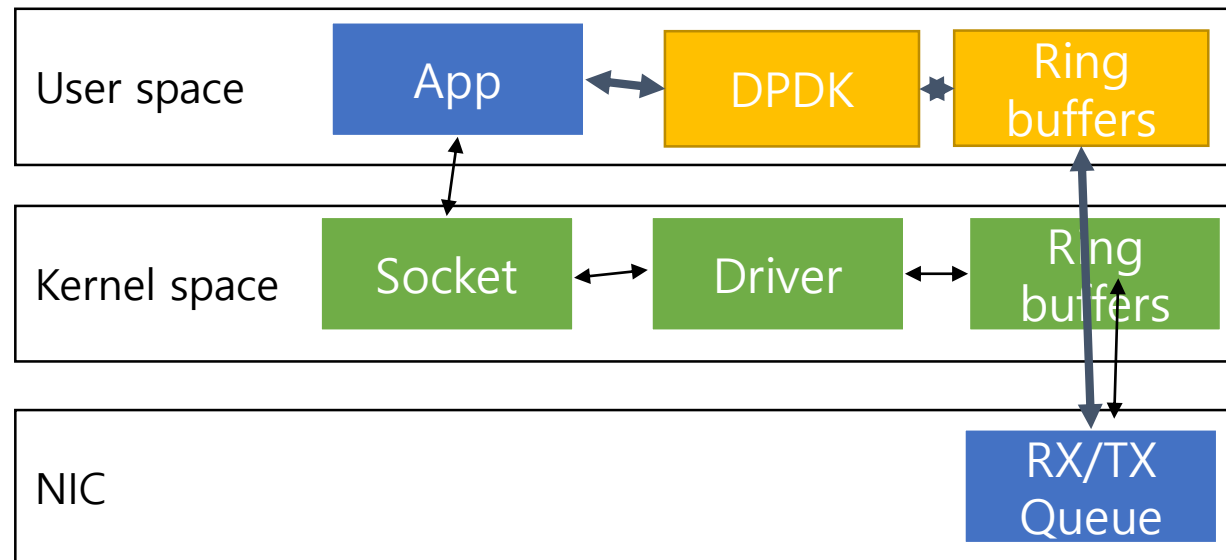 User space
App
DPDK
Ring
buffers
Kernel space
Socket
Driver
Ring
buffers
NIC
RX/TX
Queue